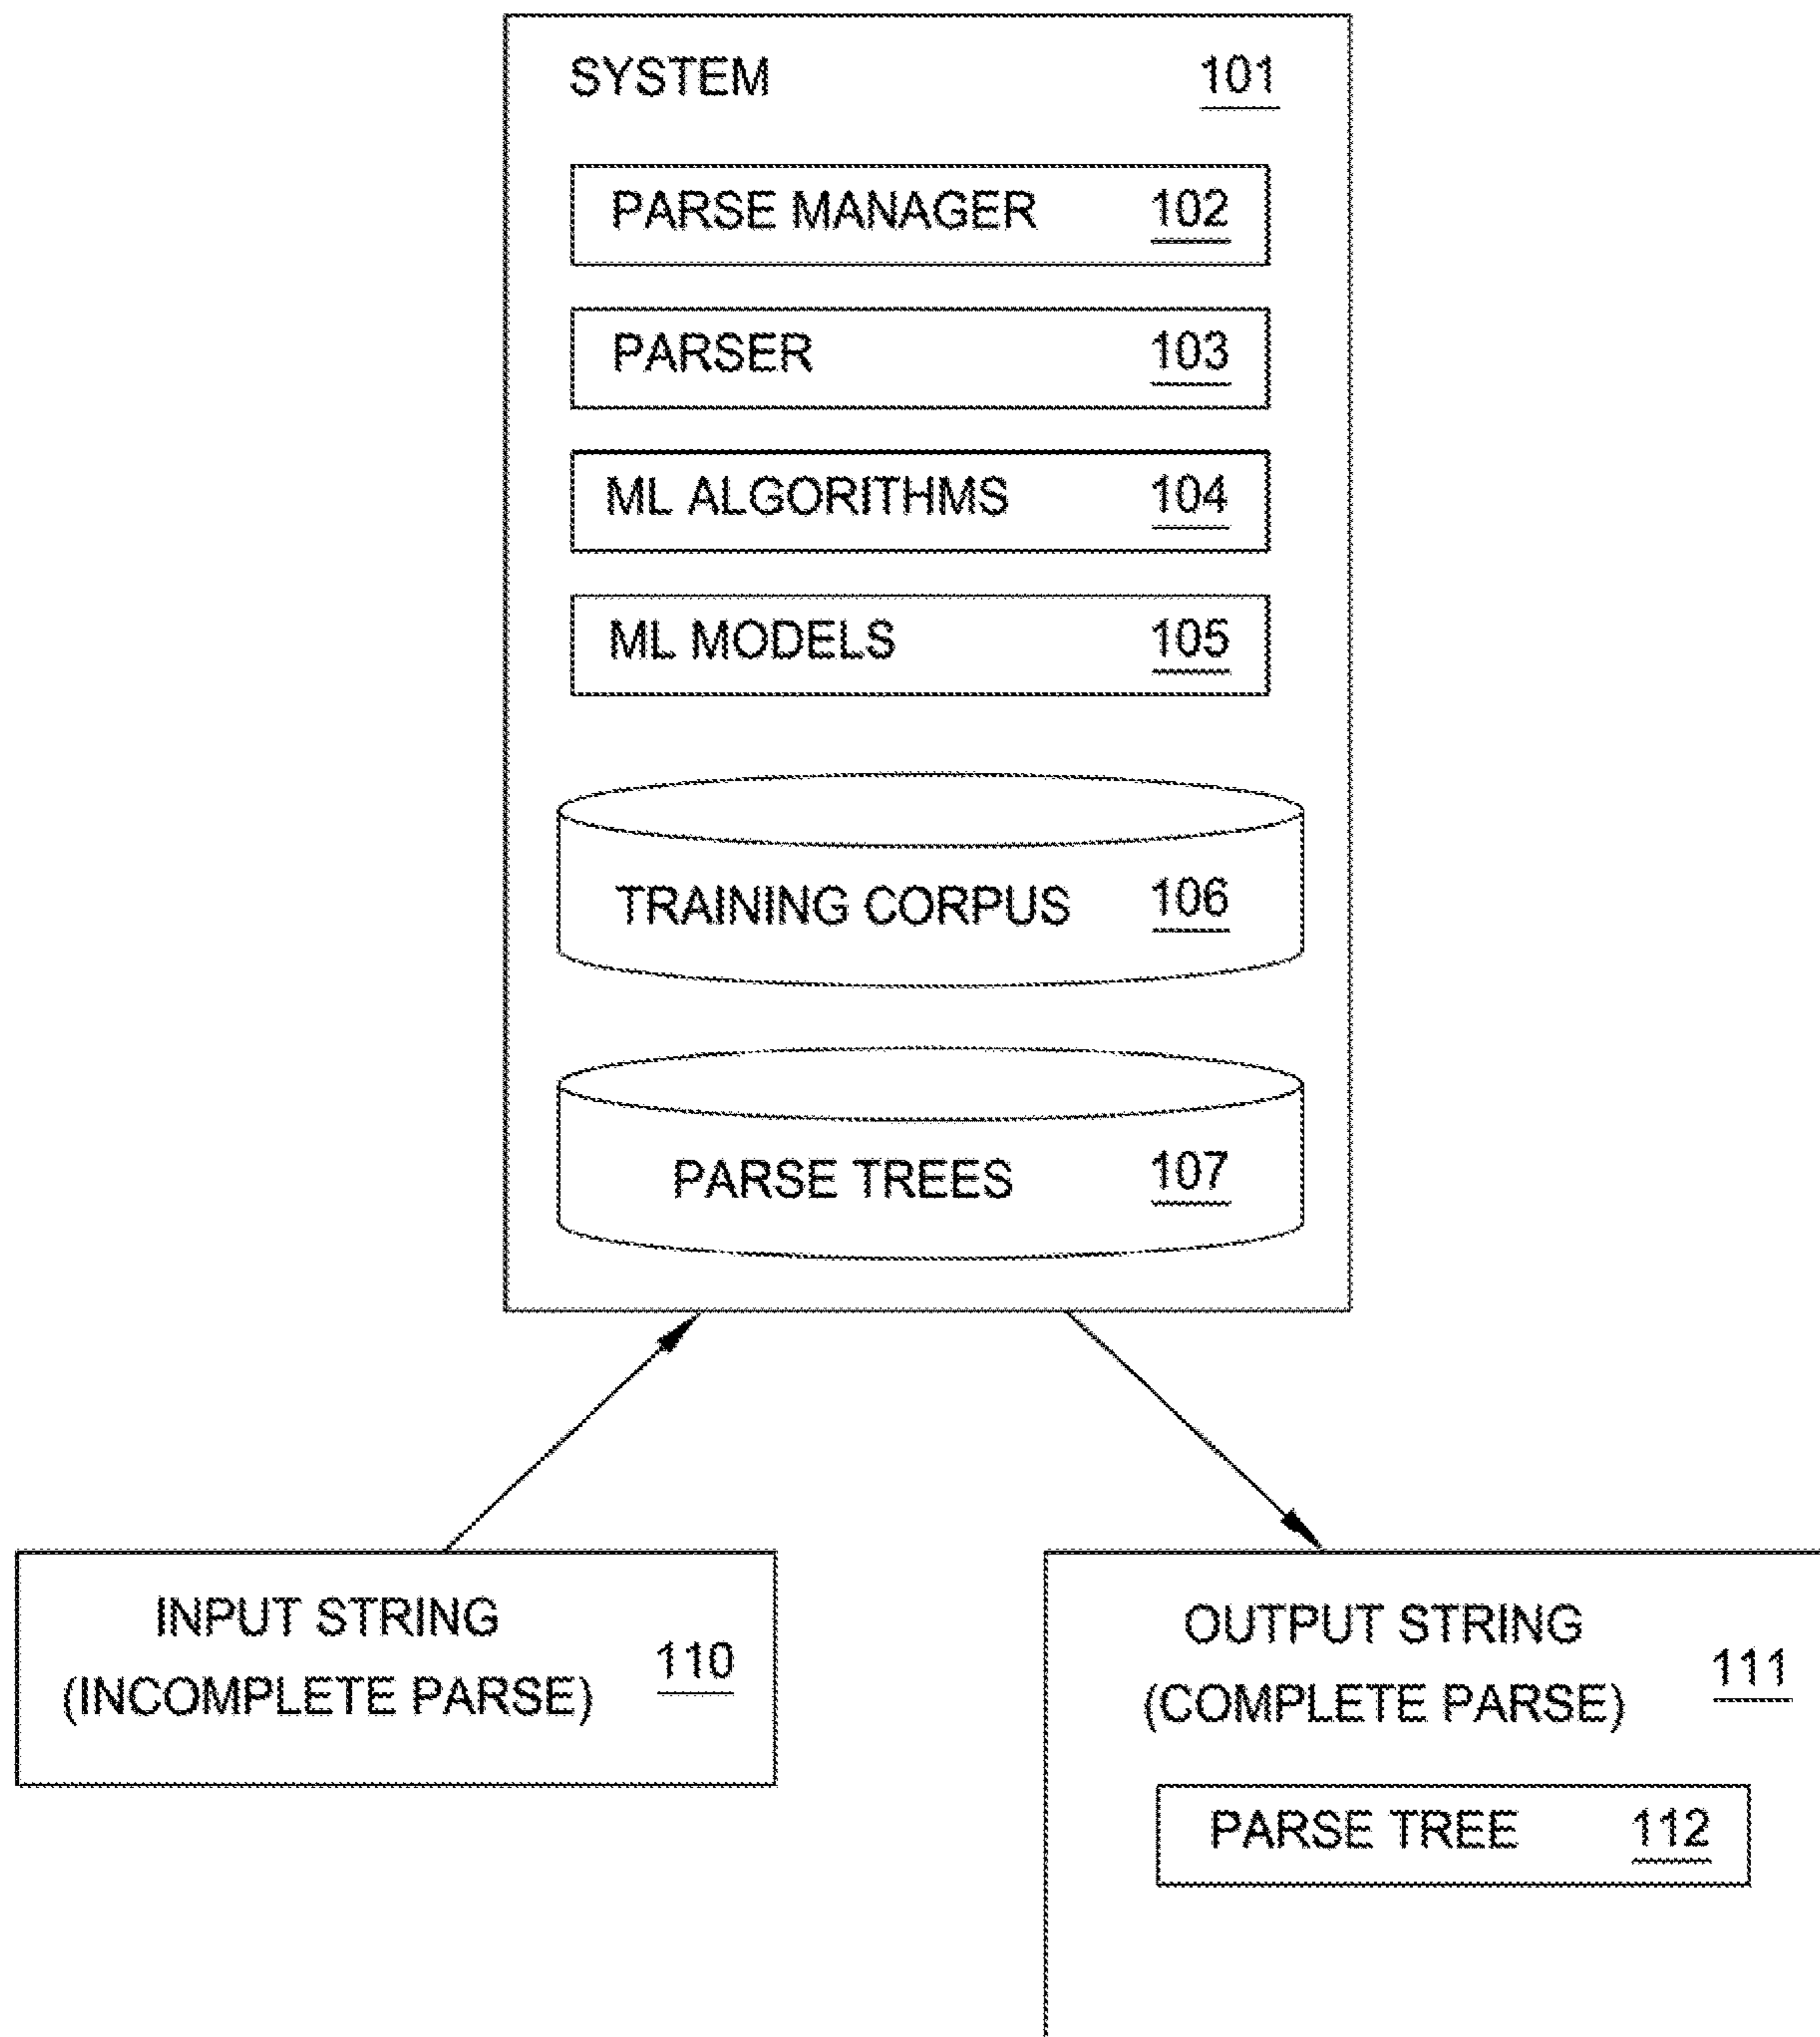 SYSTEM 101
PARSE MANAGER 102
PARSER 103
ML ALGORITHMS 104
ML MODELS 105
TRAINING CORPUS 106
PARSE TREES 107
INPUT STRING
(INCOMPLETE PARSE) 110
OUTPUT STRING
(COMPLETE PARSE) 111
PARSE TREE 112